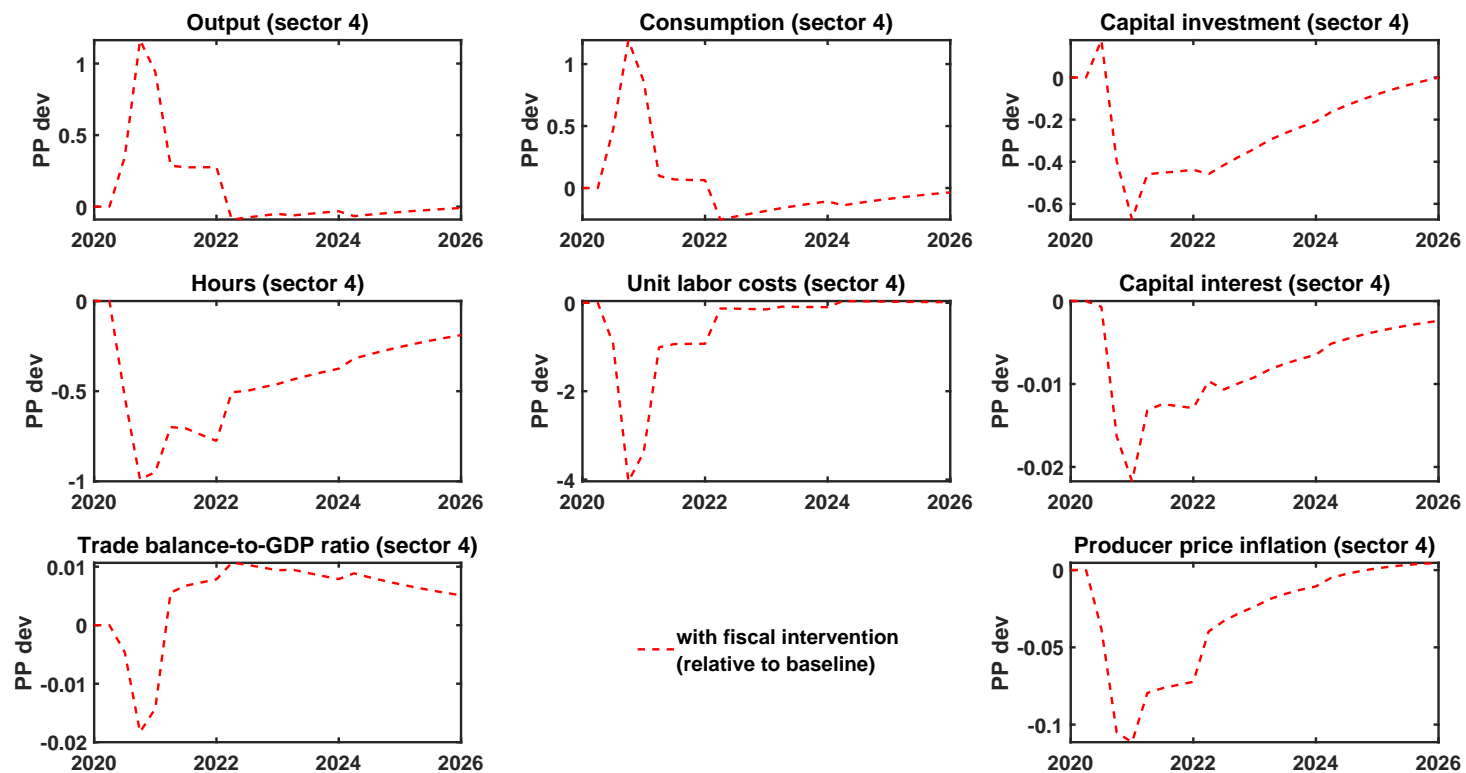 Output (sector 4)
PP dev
1
0.5
0
2020 2022 2024 2026
Consumption (sector 4)
PP dev
1
0.5
0
2020 2022 2024 2026
Capital investment (sector 4)
PP dev
0
-0.2
-0.4
-0.6
2020 2022 2024 2026
Hours (sector 4)
PP dev
0
-0.5
-1
2020 2022 2024 2026
Unit labor costs (sector 4)
PP dev
0
-2
-4
2020 2022 2024 2026
Capital interest (sector 4)
PP dev
0
-0.01
-0.02
2020 2022 2024 2026
Trade balance-to-GDP ratio (sector 4)
PP dev
0.01
0
-0.01
-0.02
2020 2022 2024 2026
with fiscal intervention
(relative to baseline)
Producer price inflation (sector 4)
PP dev
0
-0.05
-0.1
2020 2022 2024 2026